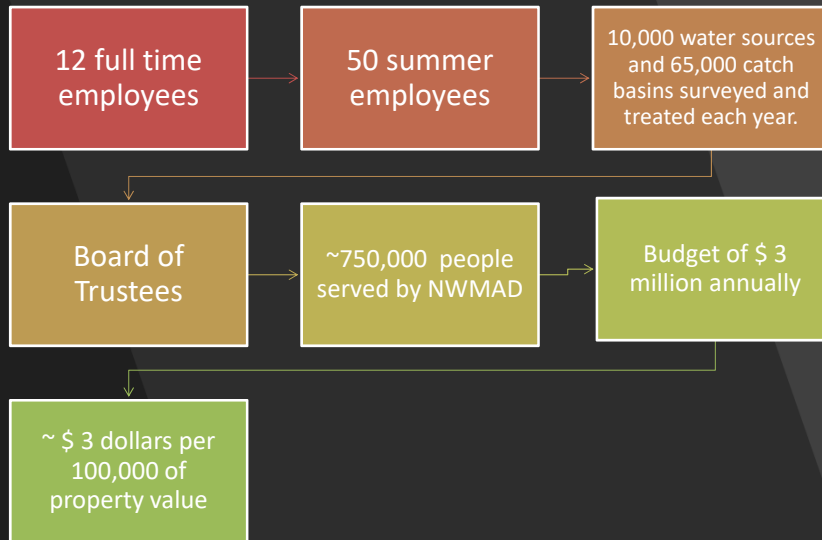 12 full time
employees
50 summer
employees
10,000 water sources
and 65,000 catch
basins surveyed and
treated each year.
Board of
Trustees
~750,000 people
served by NWMAD
Budget of $ 3
million annually
~ $ 3 dollars per
100,000 of
property value